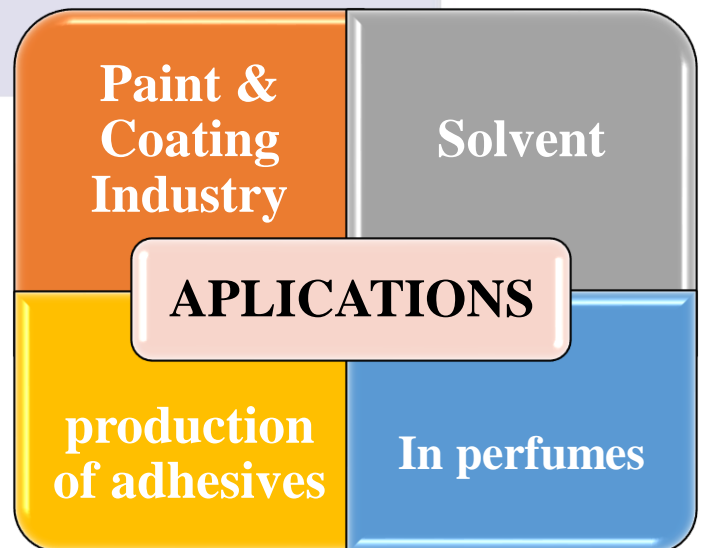 Paint &
Coating
Industry
Solvent
APLICATIONS
production
of adhesives
In perfumes